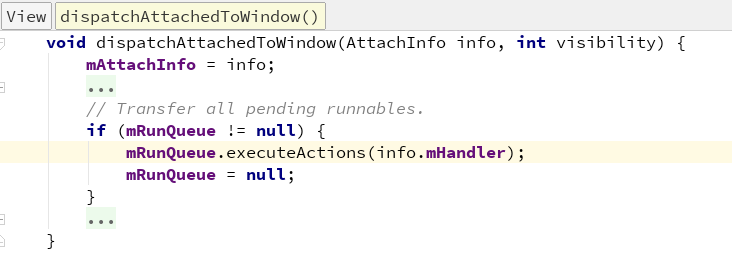 View dispatchAttachedToWindow()
void dispatchAttachedToWindow(AttachInfo info, int visibility) {
    mAttachInfo = info;
    ...
    // Transfer all pending runnables.
    if (mRunQueue != null) {
        mRunQueue.executeActions(info.mHandler);
        mRunQueue = null;
    }
    ...
}